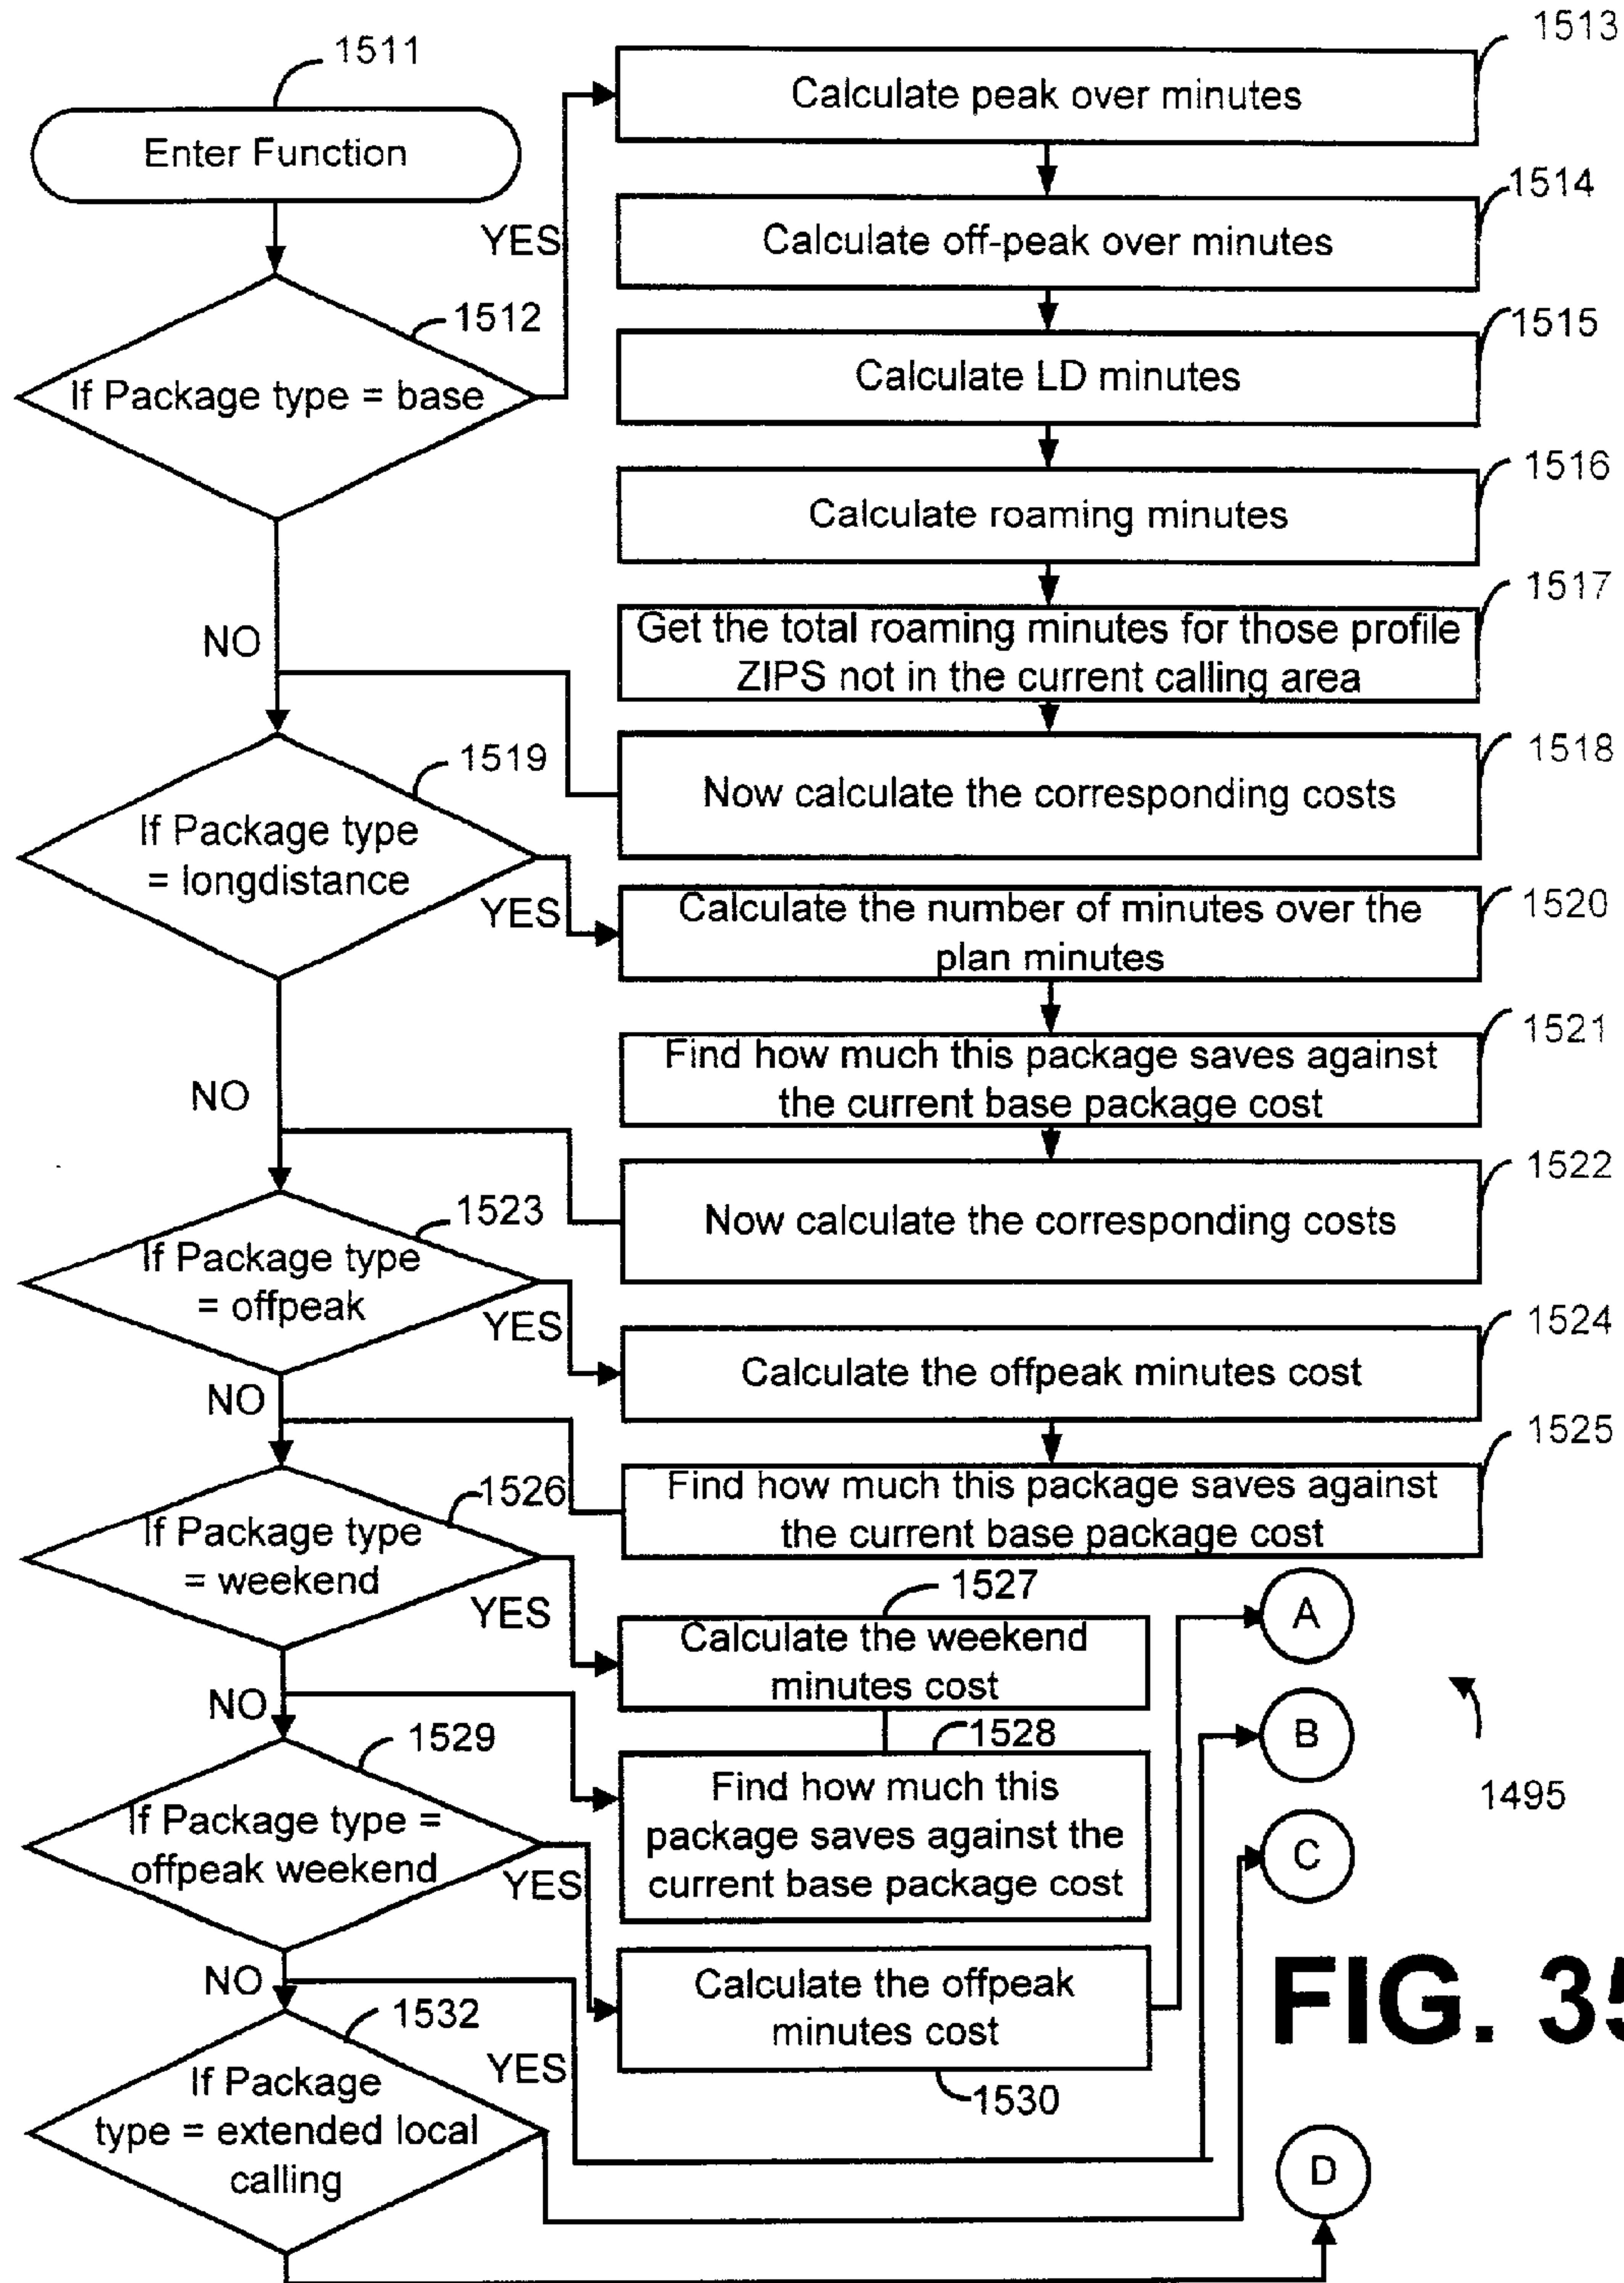 1511
Enter Function
1513
Calculate peak over minutes
YES
1514
Calculate off-peak over minutes
1512
If Package type = base
1515
Calculate LD minutes
1516
Calculate roaming minutes
NO
1517
Get the total roaming minutes for those profile
ZIPS not in the current calling area
1518
Now calculate the corresponding costs
1519
If Package type
= longdistance
YES
1520
Calculate the number of minutes over the
plan minutes
NO
1521
Find how much this package saves against
the current base package cost
1522
Now calculate the corresponding costs
1523
If Package type
= offpeak
YES
1524
Calculate the offpeak minutes cost
NO
1525
Find how much this package saves against
the current base package cost
1526
If Package type
= weekend
YES
1527
Calculate the weekend
minutes cost
A
NO
1528
Find how much this
package saves against the
current base package cost
B
1495
1529
If Package type =
offpeak weekend
YES
C
NO
Calculate the offpeak
minutes cost
1530
FIG. 35
1532
YES
If Package
type = extended local
calling
D